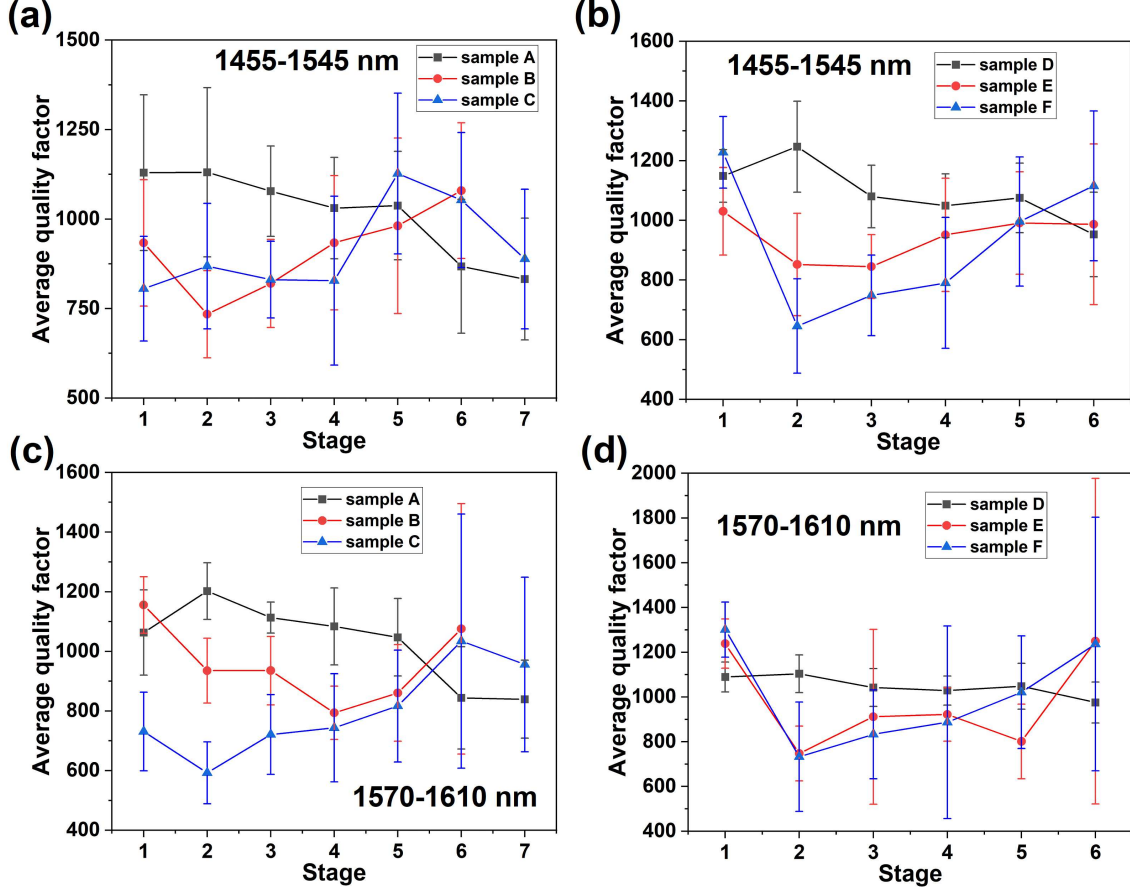 (a)
1500
1250
1000
750
500
Average quality factor
1455-1545 nm
sample A
sample B
sample C
1 2 3 4 5 6 7
Stage
(b)
1600
1400
1200
1000
800
600
400
Average quality factor
1455-1545 nm
sample D
sample E
sample F
1 2 3 4 5 6
Stage
(c)
1600
1400
1200
1000
800
600
400
Average quality factor
sample A
sample B
sample C
1570-1610 nm
1 2 3 4 5 6 7
Stage
(d)
2000
1800
1600
1400
1200
1000
800
600
400
Average quality factor
1570-1610 nm
sample D
sample E
sample F
1 2 3 4 5 6
Stage